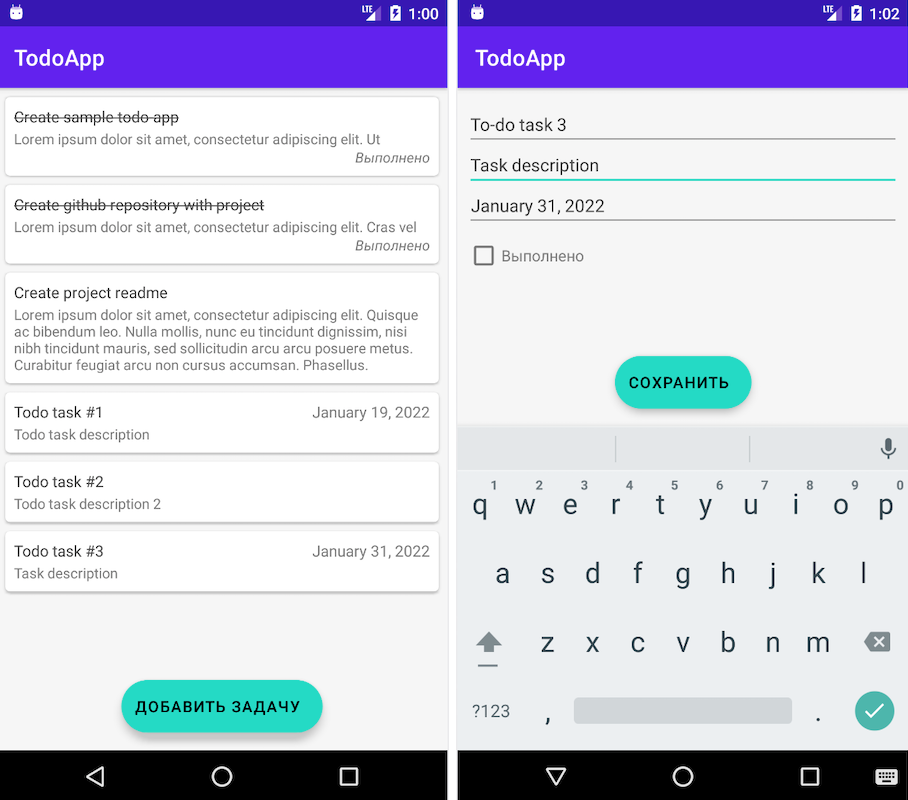 LTE 1:00
TodoApp
Create sample todo app
Lorem ipsum dolor sit amet, consectetur adipiscing elit. Ut
Выполнено
Create github repository with project
Lorem ipsum dolor sit amet, consectetur adipiscing elit. Cras vel
Выполнено
Create project readme
Lorem ipsum dolor sit amet, consectetur adipiscing elit. Quisque
ac bibendum leo. Nulla mollis, nunc eu tincidunt dignissim, nisi
nibh tincidunt mauris, sed sollicitudin arcu arcu posuere metus.
Curabitur feugiat arcu non cursus accumsan. Phasellus.
Todo task #1 January 19, 2022
Todo task description
Todo task #2
Todo task description 2
Todo task #3 January 31, 2022
Task description
ДОБАВИТЬ ЗАДАЧУ
LTE 1:02
TodoApp
To-do task 3
Task description
January 31, 2022
Выполнено
СОХРАНИТЬ
1 2 3 4 5 6 7 8 9 0
q w e r t y u i o p
a s d f g h j k l
z x c v b n m
?123 , .